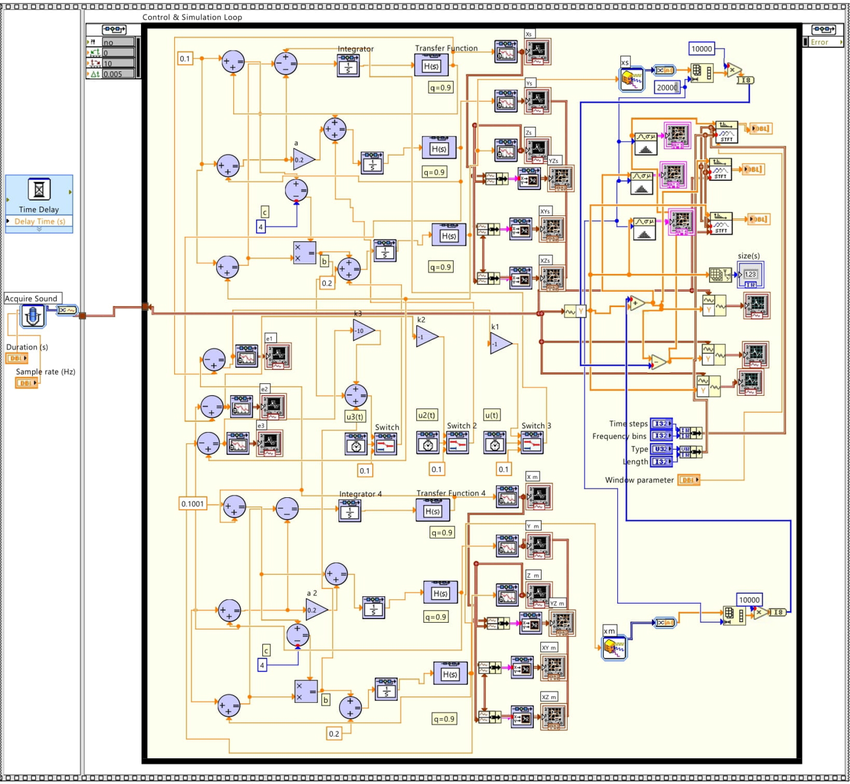 Control & Simulation Loop
no
0
10
0.005
Error
Time Delay
Delay Time (s)
Acquire Sound
Duration (s)
DBL
Sample rate (Hz)
DBL
0.1
Integrator
Transfer Function
H(s)
q=0.9
Xs
Ys
a
0.2
H(s)
q=0.9
Zs
YZs
c
4
b
0.2
H(s)
q=0.9
XYs
XZs
xs
10000
20000
STFT
DBL
STFT
DBL
STFT
DBL
size(s)
123
k3
-10
k2
-1
k1
-1
e1
e2
e3
u3(t)
u2(t)
u(t)
Switch
Switch 2
Switch 3
0.1
0.1
0.1
Time steps
I32
Frequency bins
I32
Type
U32
Length
I32
Window parameter
DBL
0.1001
Integrator 4
Transfer Function 4
H(s)
q=0.9
X m
Y m
a 2
0.2
H(s)
q=0.9
Z m
YZ m
c
4
b
0.2
H(s)
q=0.9
XY m
XZ m
xm
10000